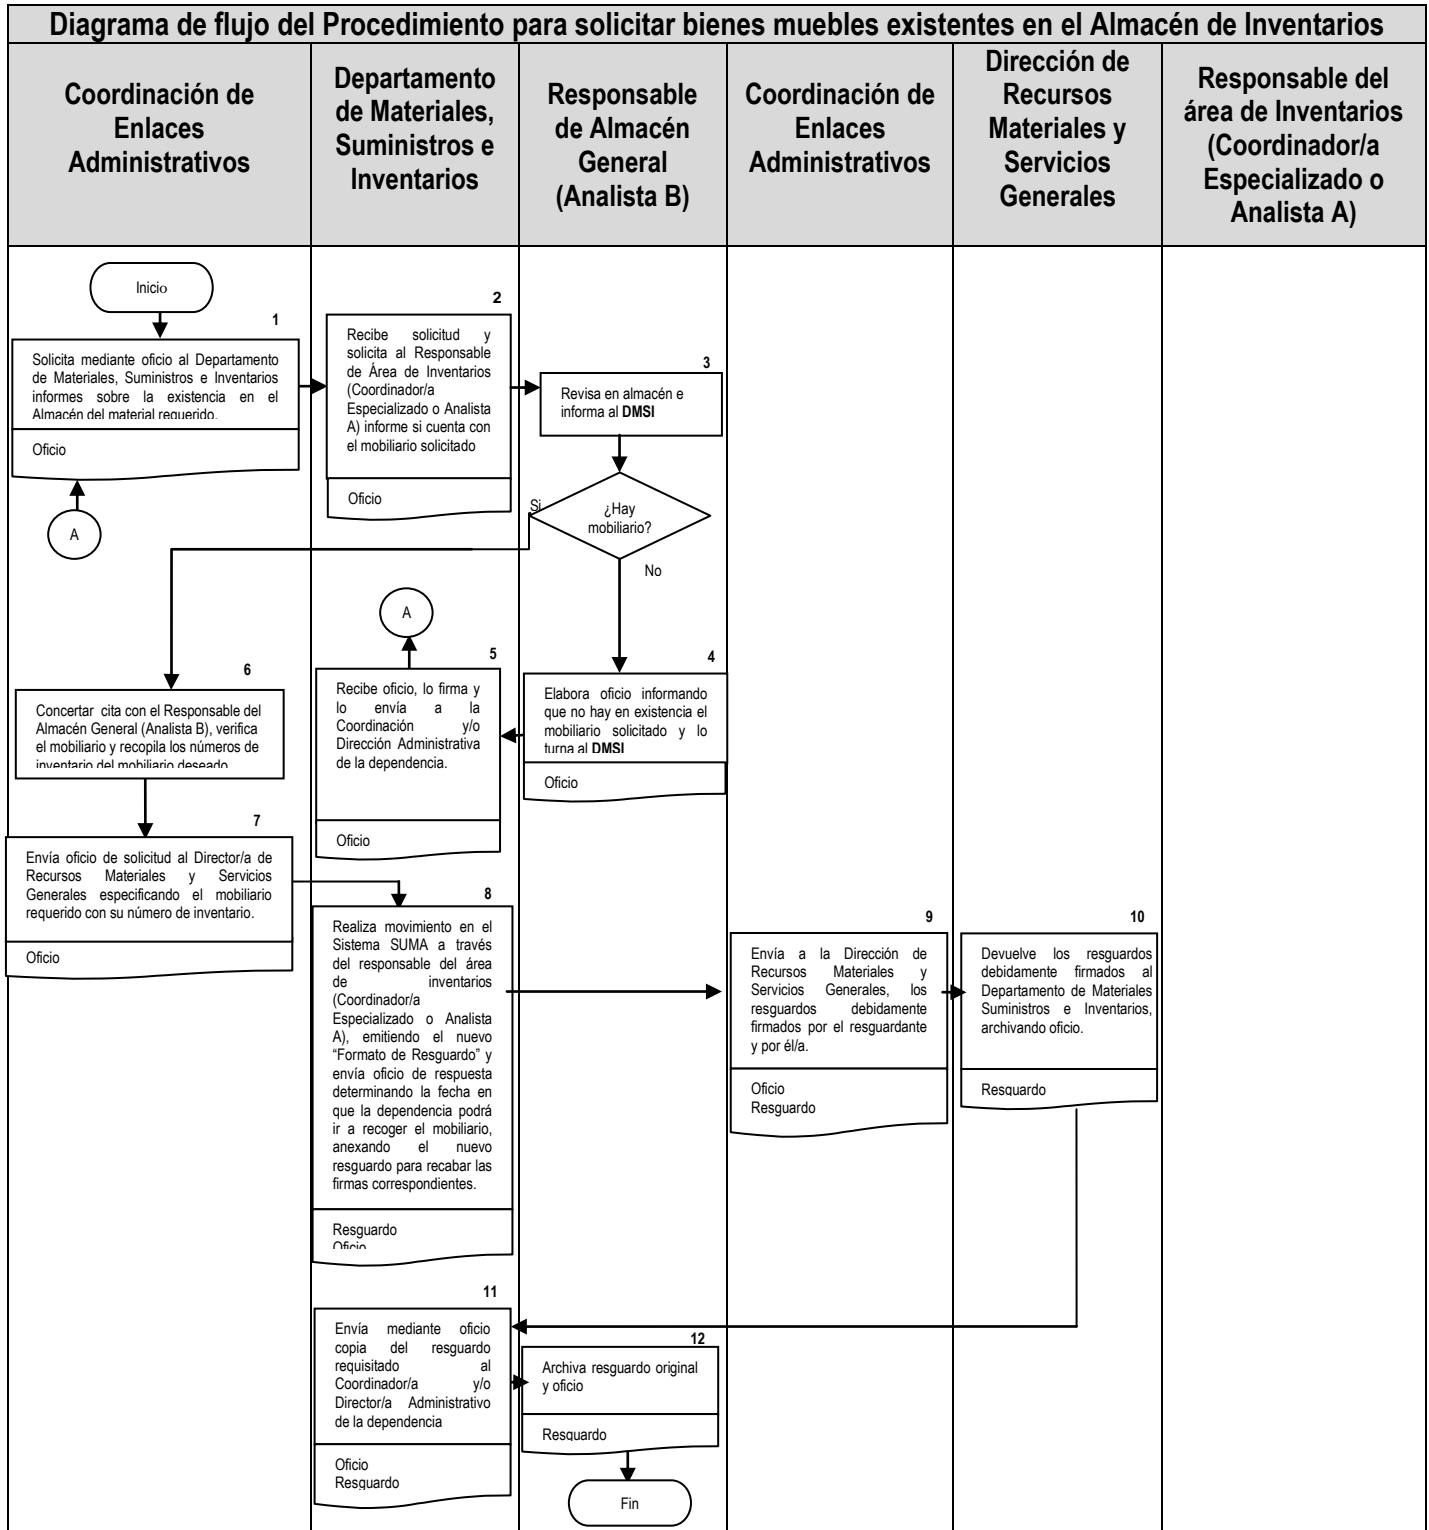 Diagrama de flujo del Procedimiento para solicitar bienes muebles existentes en el Almacén de Inventarios
Coordinación de
Enlaces
Administrativos
Departamento
de Materiales,
Suministros e
Inventarios
Responsable
de Almacén
General
(Analista B)
Coordinación de
Enlaces
Administrativos
Dirección de
Recursos
Materiales y
Servicios
Generales
Responsable del
área de Inventarios
(Coordinador/a
Especializado o
Analista A)
Inicio
1
Solicita mediante oficio al Departamento
de Materiales, Suministros e Inventarios
informes sobre la existencia en el
Almacén del material requerido.
Oficio
A
2
Recibe solicitud y
solicita al Responsable
de Área de Inventarios
(Coordinador/a
Especializado o Analista
A) informe si cuenta con
el mobiliario solicitado
Oficio
3
Revisa en almacén e
informa al DMSI
¿Hay
mobiliario?
Si
No
A
4
Elabora oficio informando
que no hay en existencia el
mobiliario solicitado y lo
turna al DMSI
Oficio
5
Recibe oficio, lo firma y
lo envía a la
Coordinación y/o
Dirección Administrativa
de la dependencia.
Oficio
6
Concertar cita con el Responsable del
Almacén General (Analista B), verifica
el mobiliario y recopila los números de
inventario del mobiliario deseado
7
Envía oficio de solicitud al Director/a de
Recursos Materiales y Servicios
Generales especificando el mobiliario
requerido con su número de inventario.
Oficio
8
Realiza movimiento en el
Sistema SUMA a través
del responsable del área
de inventarios
(Coordinador/a
Especializado o Analista
A), emitiendo el nuevo
“Formato de Resguardo” y
envía oficio de respuesta
determinando la fecha en
que la dependencia podrá
ir a recoger el mobiliario,
anexando el nuevo
resguardo para recabar las
firmas correspondientes.
Resguardo
Oficio
9
Envía a la Dirección de
Recursos Materiales y
Servicios Generales, los
resguardos debidamente
firmados por el resguardante
y por él/a.
Oficio
Resguardo
10
Devuelve los resguardos
debidamente firmados al
Departamento de Materiales
Suministros e Inventarios,
archivando oficio.
Resguardo
11
Envía mediante oficio
copia del resguardo
requisitado al
Coordinador/a y/o
Director/a Administrativo
de la dependencia
Oficio
Resguardo
12
Archiva resguardo original
y oficio
Resguardo
Fin